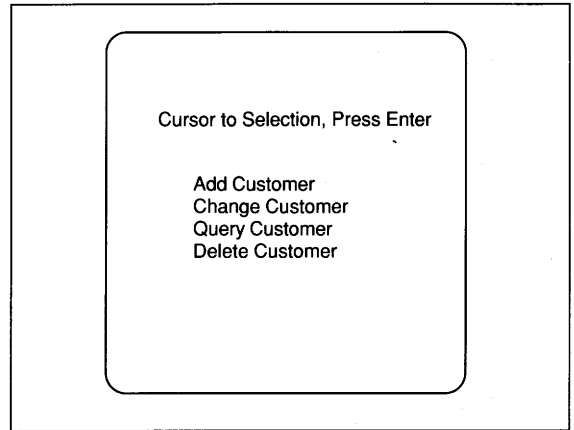 Cursor to Selection, Press Enter
Add Customer
Change Customer
Query Customer
Delete Customer